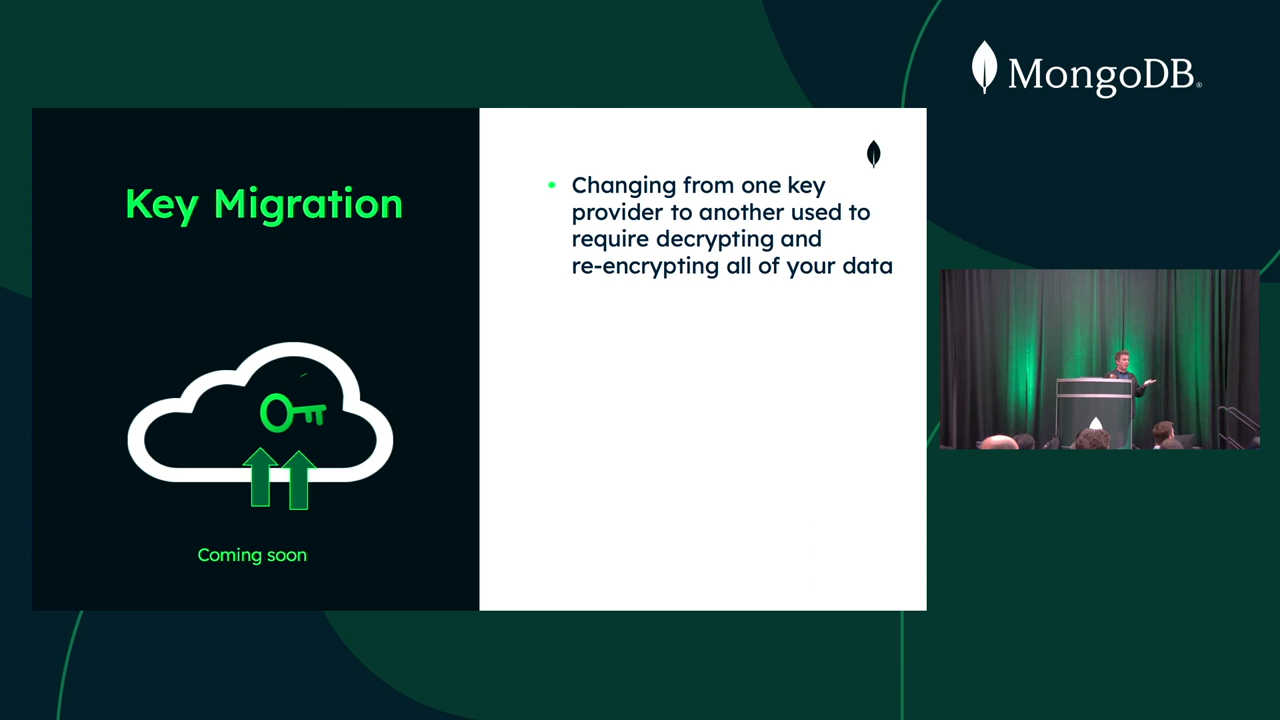 MongoDB®
Key Migration
Coming soon
• Changing from one key
provider to another used to
require decrypting and
re-encrypting all of your data